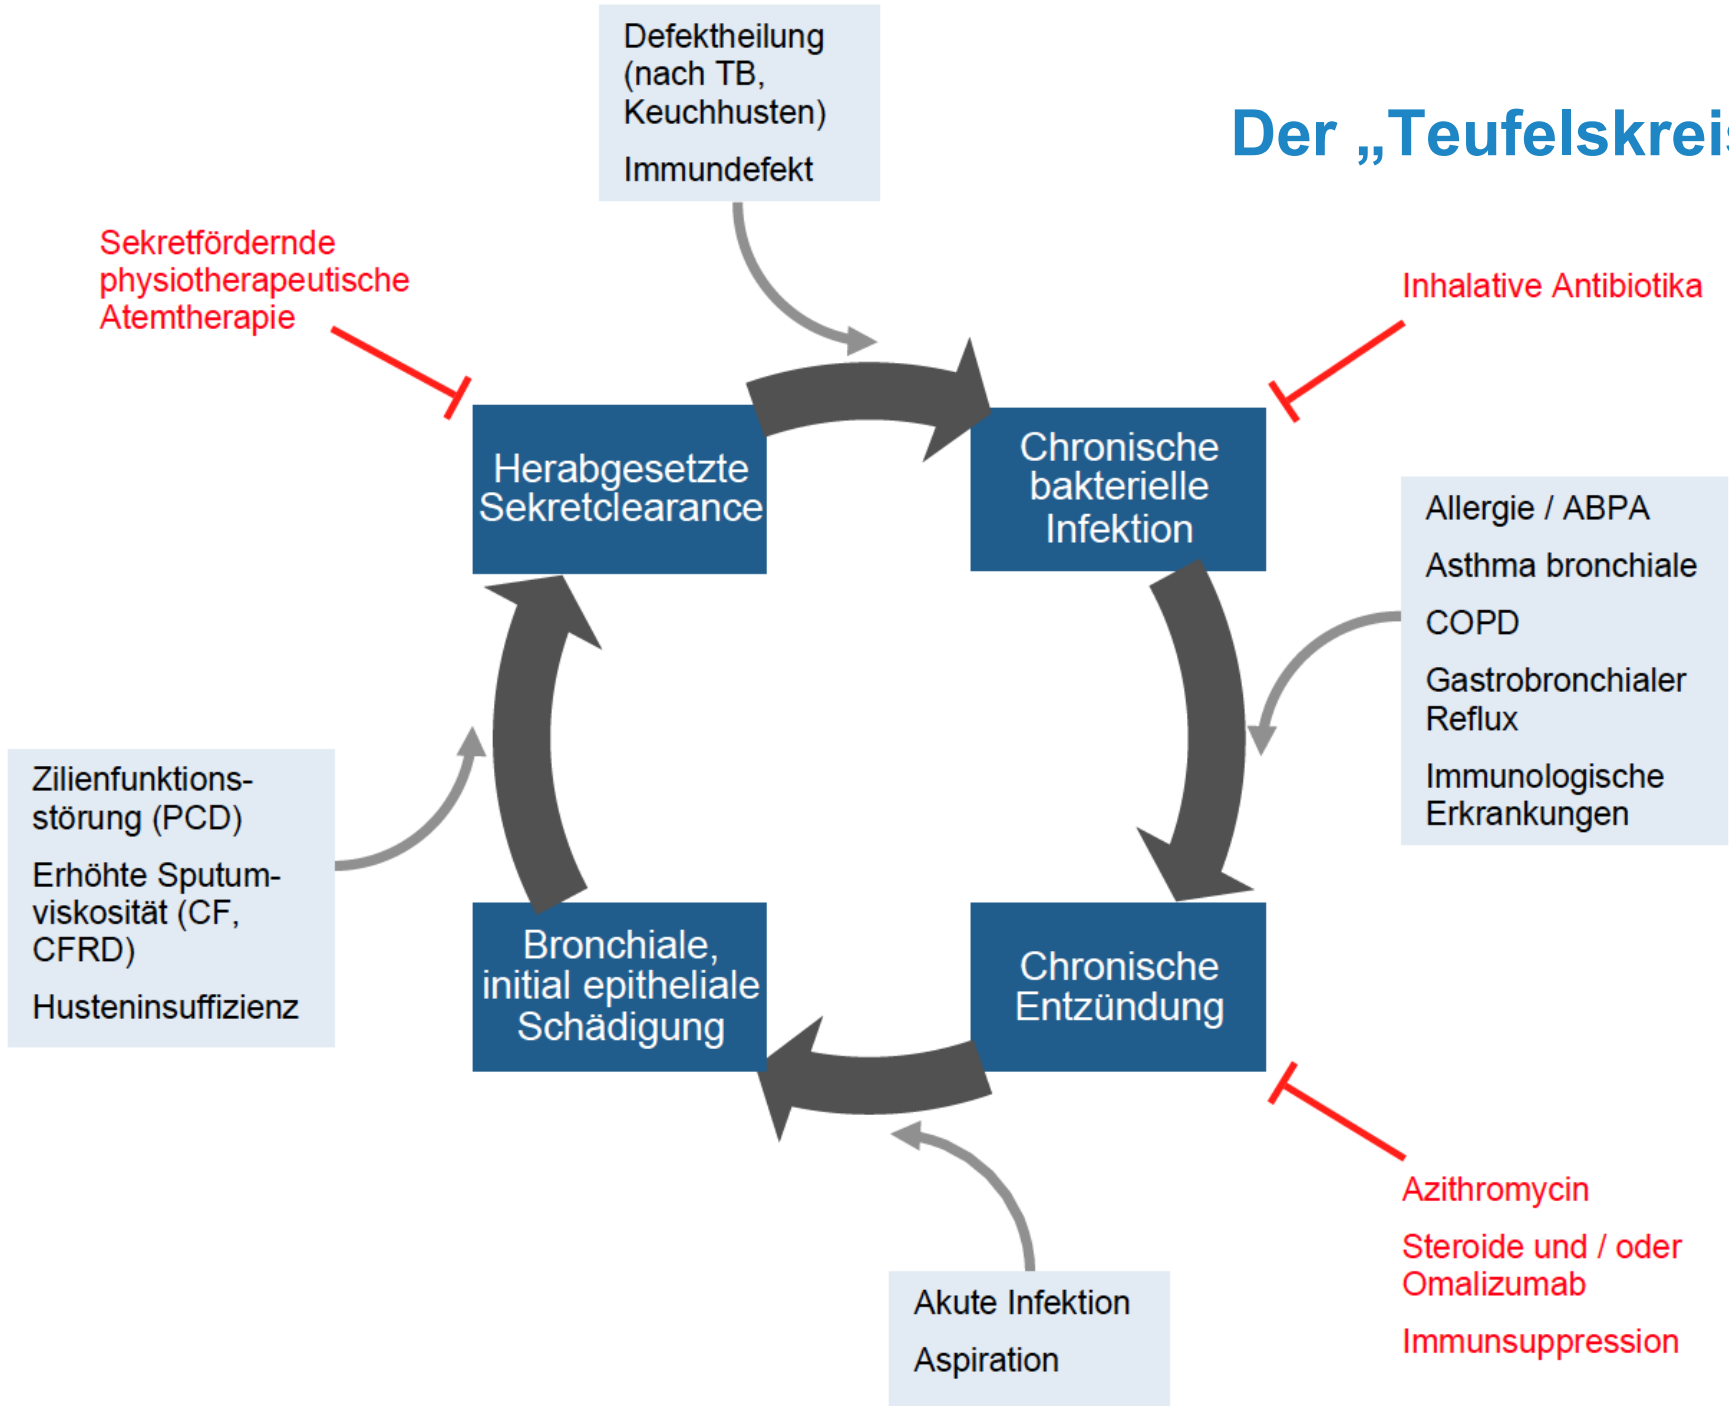 Defektheilung
(nach TB,
Keuchhusten)
Immundefekt
Der „Teufelskreis
Sekretfördernde
physiotherapeutische
Atemtherapie
Inhalative Antibiotika
Herabgesetzte
Sekretclearance
Chronische
bakterielle
Infektion
Allergie / ABPA
Asthma bronchiale
COPD
Gastrobronchialer
Reflux
Immunologische
Erkrankungen
Zilienfunktions-
störung (PCD)
Erhöhte Sputum-
viskosität (CF,
CFRD)
Husteninsuffizienz
Bronchiale,
initial epitheliale
Schädigung
Chronische
Entzündung
Azithromycin
Steroide und / oder
Omalizumab
Immunsuppression
Akute Infektion
Aspiration